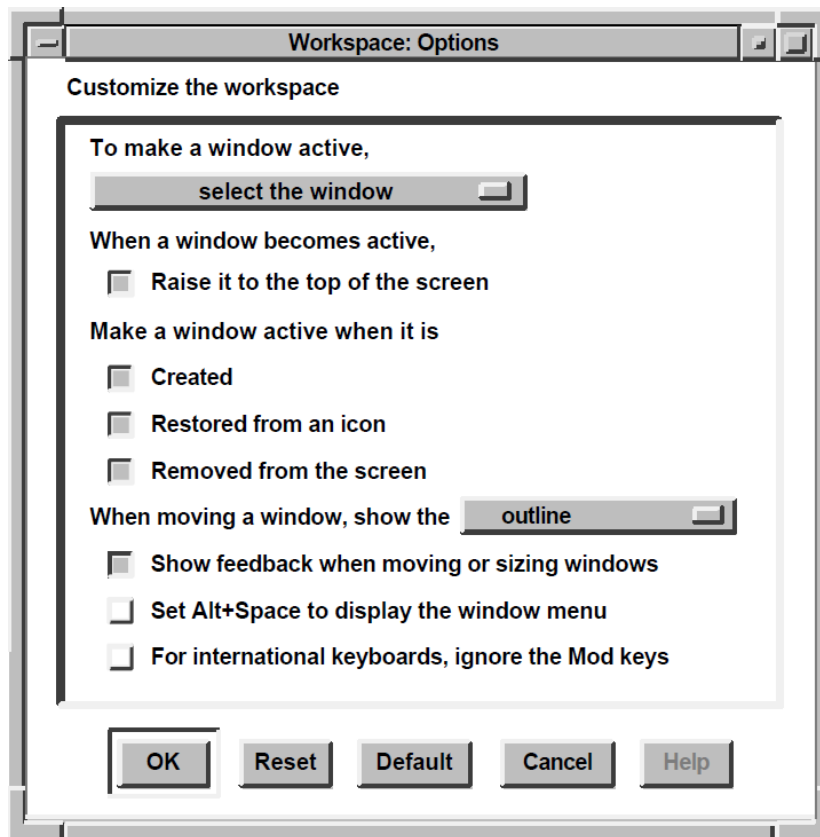 Workspace: Options
Customize the workspace
To make a window active,
select the window
When a window becomes active,
Raise it to the top of the screen
Make a window active when it is
Created
Restored from an icon
Removed from the screen
When moving a window, show the outline
Show feedback when moving or sizing windows
Set Alt+Space to display the window menu
For international keyboards, ignore the Mod keys
OK Reset Default Cancel Help